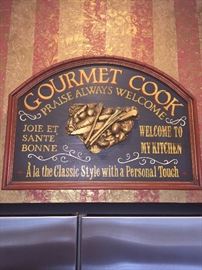 GOURMET COOK
PRAISE ALWAYS WELCOME
JOIE ET
SANTE
BONNE
WELCOME TO
MY KITCHEN
À la the Classic Style with a Personal Touch